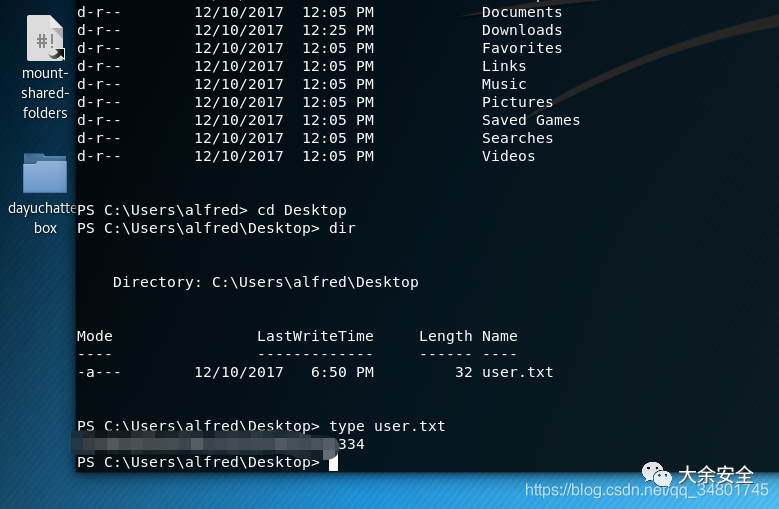 d-r--        12/10/2017  12:05 PM            Documents
d-r--        12/10/2017  12:25 PM            Downloads
d-r--        12/10/2017  12:05 PM            Favorites
d-r--        12/10/2017  12:05 PM            Links
d-r--        12/10/2017  12:05 PM            Music
d-r--        12/10/2017  12:05 PM            Pictures
d-r--        12/10/2017  12:05 PM            Saved Games
d-r--        12/10/2017  12:05 PM            Searches
d-r--        12/10/2017  12:05 PM            Videos
PS C:\Users\alfred> cd Desktop
PS C:\Users\alfred\Desktop> dir
    Directory: C:\Users\alfred\Desktop
Mode                LastWriteTime     Length Name
----                -------------     ------ ----
-a---        12/10/2017   6:50 PM         32 user.txt
PS C:\Users\alfred\Desktop> type user.txt
334
PS C:\Users\alfred\Desktop>
#!
mount-
shared-
folders
dayuchatte
box
大余安全
https://blog.csdn.net/qq_34801745